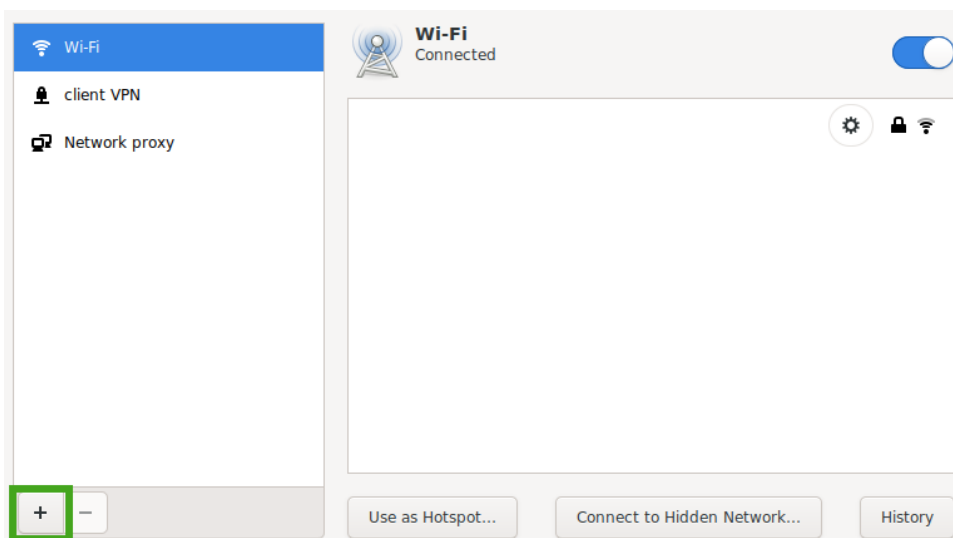 Wi-Fi
client VPN
Network proxy
+ −
Wi-Fi
Connected
Use as Hotspot... Connect to Hidden Network... History